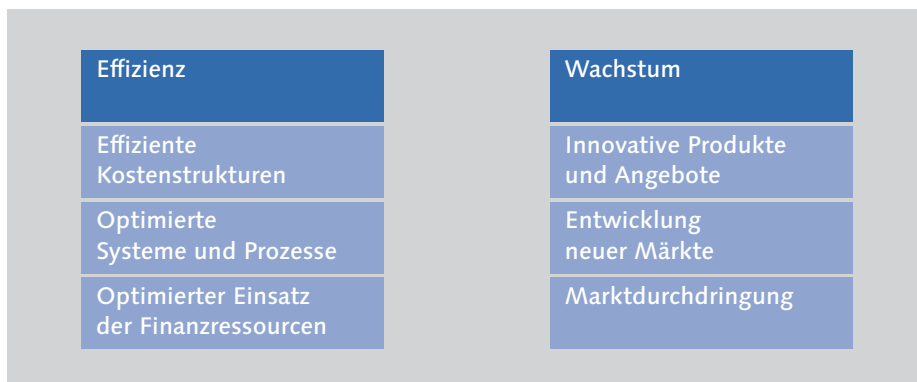 Effizienz
Effiziente
Kostenstrukturen
Optimierte
Systeme und Prozesse
Optimierter Einsatz
der Finanzressourcen
Wachstum
Innovative Produkte
und Angebote
Entwicklung
neuer Märkte
Marktdurchdringung